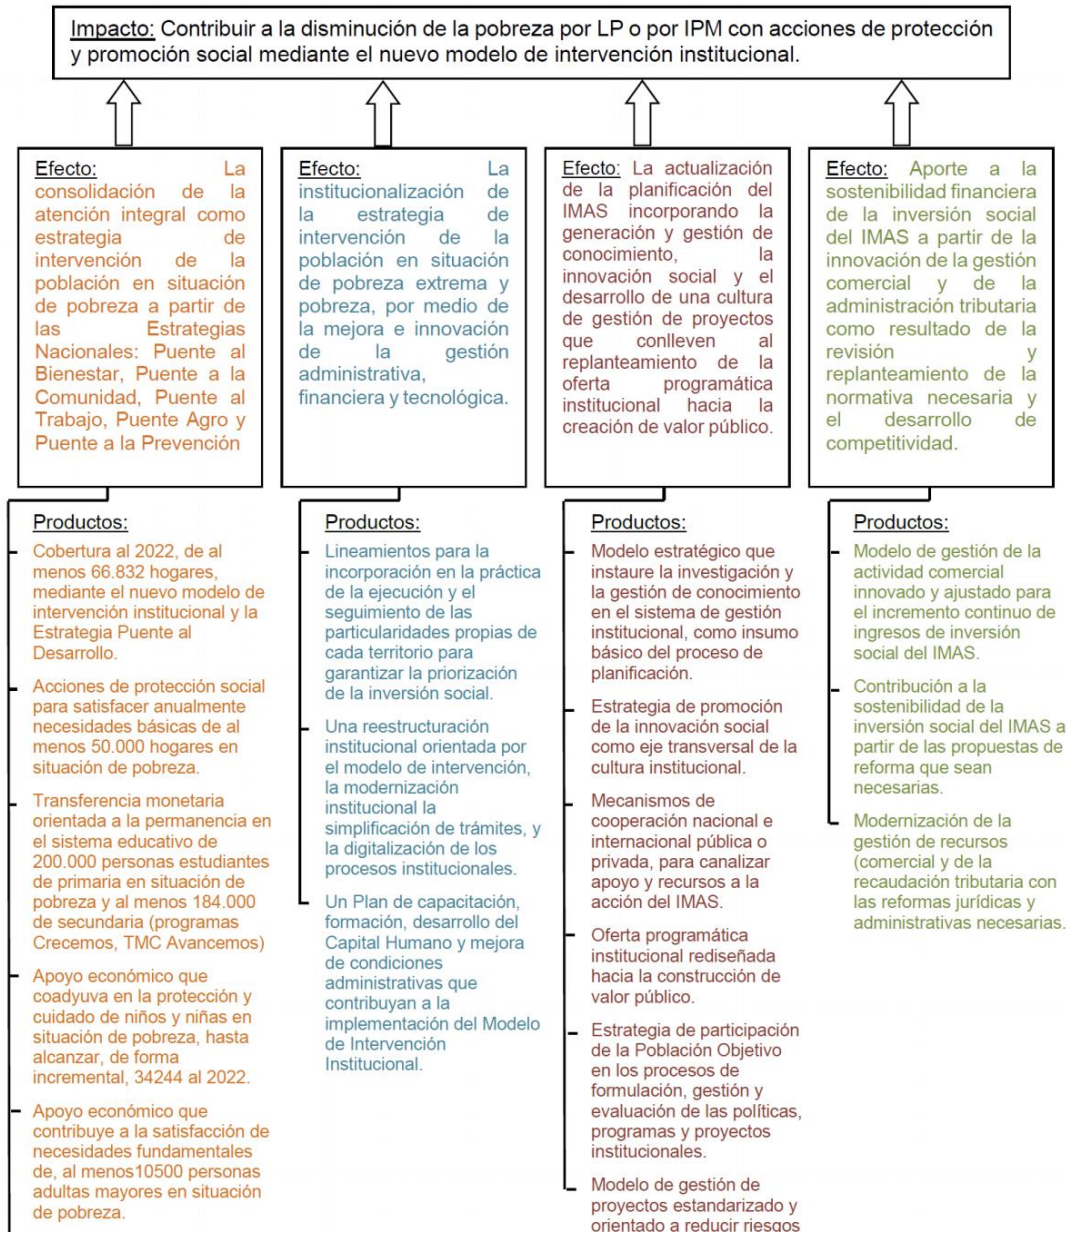 Impacto: Contribuir a la disminución de la pobreza por LP o por IPM con acciones de protección
y promoción social mediante el nuevo modelo de intervención institucional.
Efecto: La
consolidación de la
atención integral como
estrategia de
intervención de la
población en situación
de pobreza a partir de
las Estrategias
Nacionales: Puente al
Bienestar, Puente a la
Comunidad, Puente al
Trabajo, Puente Agro y
Puente a la Prevención
Productos:
Cobertura al 2022, de al
menos 66.832 hogares,
mediante el nuevo modelo de
intervención institucional y la
Estrategia Puente al
Desarrollo.
Acciones de protección social
para satisfacer anualmente
necesidades básicas de al
menos 50.000 hogares en
situación de pobreza.
Transferencia monetaria
orientada a la permanencia en
el sistema educativo de
200.000 personas estudiantes
de primaria en situación de
pobreza y al menos 184.000
de secundaria (programas
Crecemos, TMC Avancemos)
Apoyo económico que
coadyuva en la protección y
cuidado de niños y niñas en
situación de pobreza, hasta
alcanzar, de forma
incremental, 34244 al 2022.
Apoyo económico que
contribuye a la satisfacción de
necesidades fundamentales
de, al menos10500 personas
adultas mayores en situación
de pobreza.
Efecto: La
institucionalización de
la estrategia de
intervención de la
población en situación
de pobreza extrema y
pobreza, por medio de
la mejora e innovación
de la gestión
administrativa,
financiera y tecnológica.
Productos:
Lineamientos para la
incorporación en la práctica
de la ejecución y el
seguimiento de las
particularidades propias de
cada territorio para
garantizar la priorización
de la inversión social.
Una reestructuración
institucional orientada por
el modelo de intervención,
la modernización
institucional la
simplificación de trámites, y
la digitalización de los
procesos institucionales.
Un Plan de capacitación,
formación, desarrollo del
Capital Humano y mejora
de condiciones
administrativas que
contribuyan a la
implementación del Modelo
de Intervención
Institucional.
Efecto: La actualización
de la planificación del
IMAS incorporando la
generación y gestión de
conocimiento, la
innovación social y el
desarrollo de una cultura
de gestión de proyectos
que conlleven al
replanteamiento de la
oferta programática
institucional hacia la
creación de valor público.
Productos:
Modelo estratégico que
instaure la investigación y
la gestión de conocimiento
en el sistema de gestión
institucional, como insumo
básico del proceso de
planificación.
Estrategia de promoción
de la innovación social
como eje transversal de la
cultura institucional.
Mecanismos de
cooperación nacional e
internacional pública o
privada, para canalizar
apoyo y recursos a la
acción del IMAS.
Oferta programática
institucional rediseñada
hacia la construcción de
valor público.
Estrategia de participación
de la Población Objetivo
en los procesos de
formulación, gestión y
evaluación de las políticas,
programas y proyectos
institucionales.
Modelo de gestión de
proyectos estandarizado y
orientado a reducir riesgos
Efecto: Aporte a la
sostenibilidad financiera
de la inversión social
del IMAS a partir de la
innovación de la gestión
comercial y de la
administración tributaria
como resultado de la
revisión y
replanteamiento de la
normativa necesaria y
el desarrollo de
competitividad.
Productos:
Modelo de gestión de la
actividad comercial
innovado y ajustado para
el incremento continuo de
ingresos de inversión
social del IMAS.
Contribución a la
sostenibilidad de la
inversión social del IMAS a
partir de las propuestas de
reforma que sean
necesarias.
Modernización de la
gestión de recursos
(comercial y de la
recaudación tributaria con
las reformas jurídicas y
administrativas necesarias.